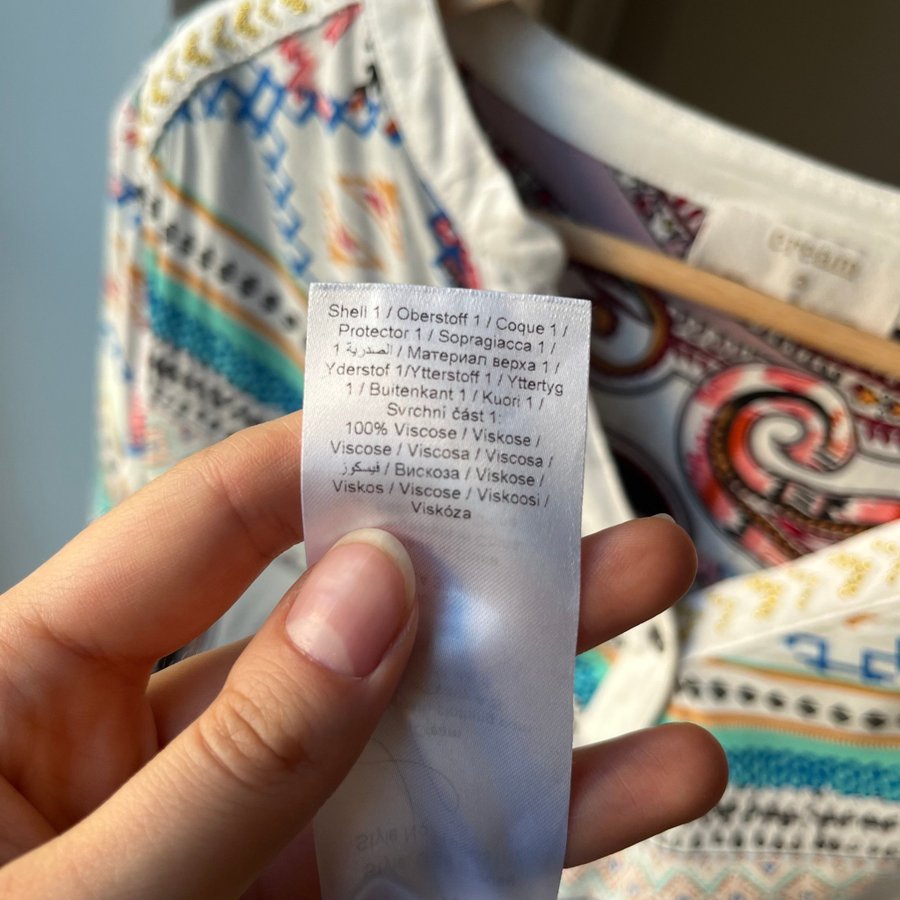 Shell 1 / Oberstoff 1 / Coque 1 /
Protector 1 / Sopragiacca 1 /
الصدرية 1 / Материал верха 1 /
Yderstof 1/Ytterstoff 1 / Yttertyg
1 / Buitenkant 1 / Kuori 1 /
Svrchní část 1:
100% Viscose / Viskose /
Viscose / Viscosa / Viscosa /
فيسكوز / Вискоза / Viskose /
Viskos / Viscose / Viskoosi /
Viskóza
cream